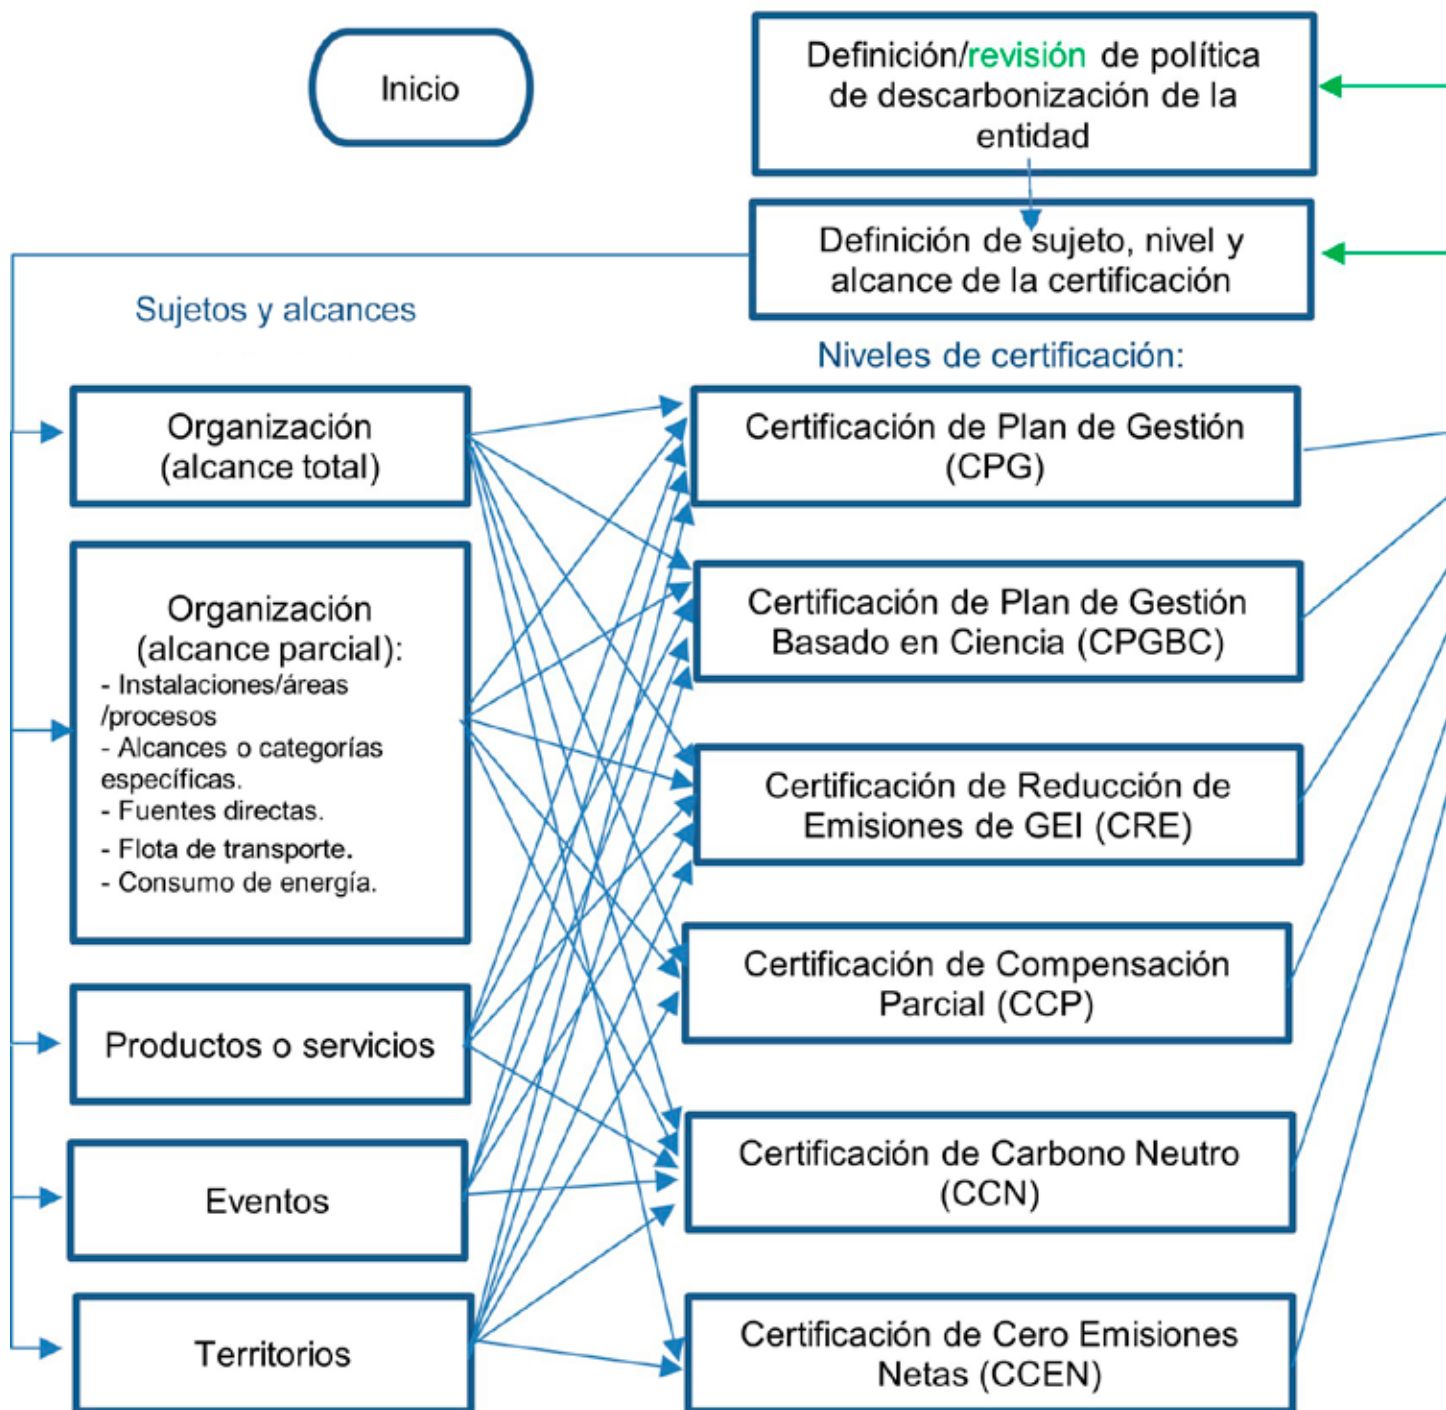 Inicio
Definición/revisión de política
de descarbonización de la
entidad
Definición de sujeto, nivel y
alcance de la certificación
Sujetos y alcances
Niveles de certificación:
Organización
(alcance total)
Organización
(alcance parcial):
- Instalaciones/áreas
/procesos
- Alcances o categorías
específicas.
- Fuentes directas.
- Flota de transporte.
- Consumo de energía.
Productos o servicios
Eventos
Territorios
Certificación de Plan de Gestión
(CPG)
Certificación de Plan de Gestión
Basado en Ciencia (CPGBC)
Certificación de Reducción de
Emisiones de GEI (CRE)
Certificación de Compensación
Parcial (CCP)
Certificación de Carbono Neutro
(CCN)
Certificación de Cero Emisiones
Netas (CCEN)